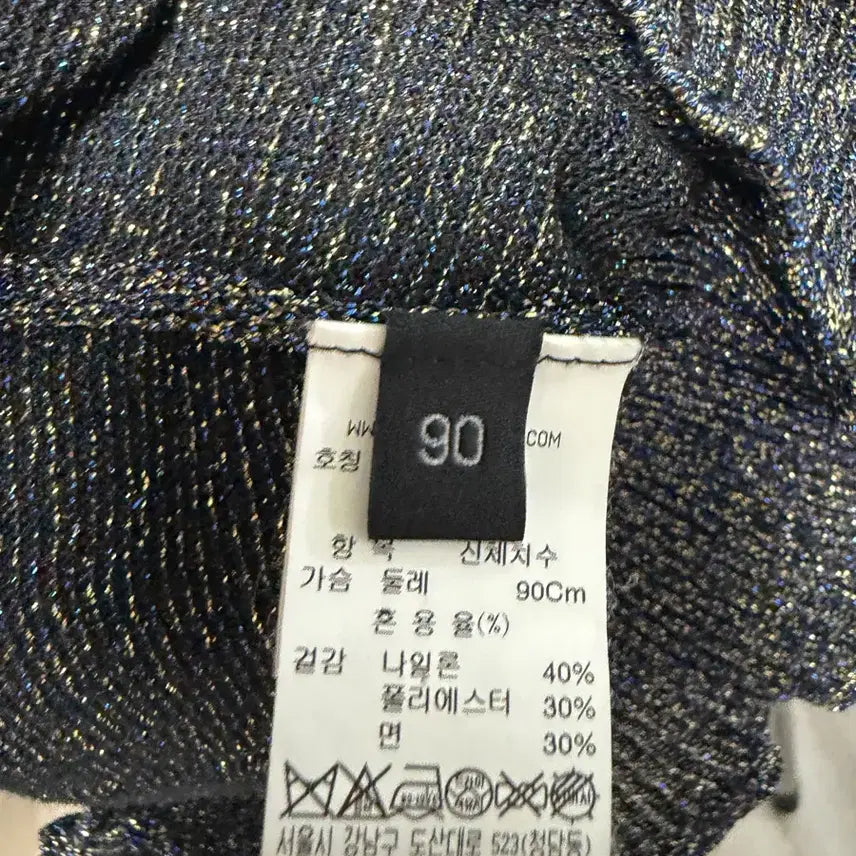 90
WW
.COM
호칭
항 목 신체치수
가슴 둘레 90Cm
혼 용 율(%)
겉감 나일론 40%
폴리에스터 30%
면 30%
서울시 강남구 도산대로 523(청담동)